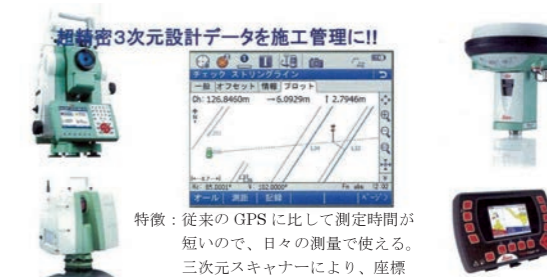 超精密3次元設計データを施工管理に!!
チェック ストリングライン
一般 オフセット 情報 プロット
Ch: 126.8460m →6.0929m 2.7946m
オール 測距 記録 ページ
特徴：従来の GPS に比して測定時間が
短いので、日々の測量で使える。
三次元スキャナーにより、座標